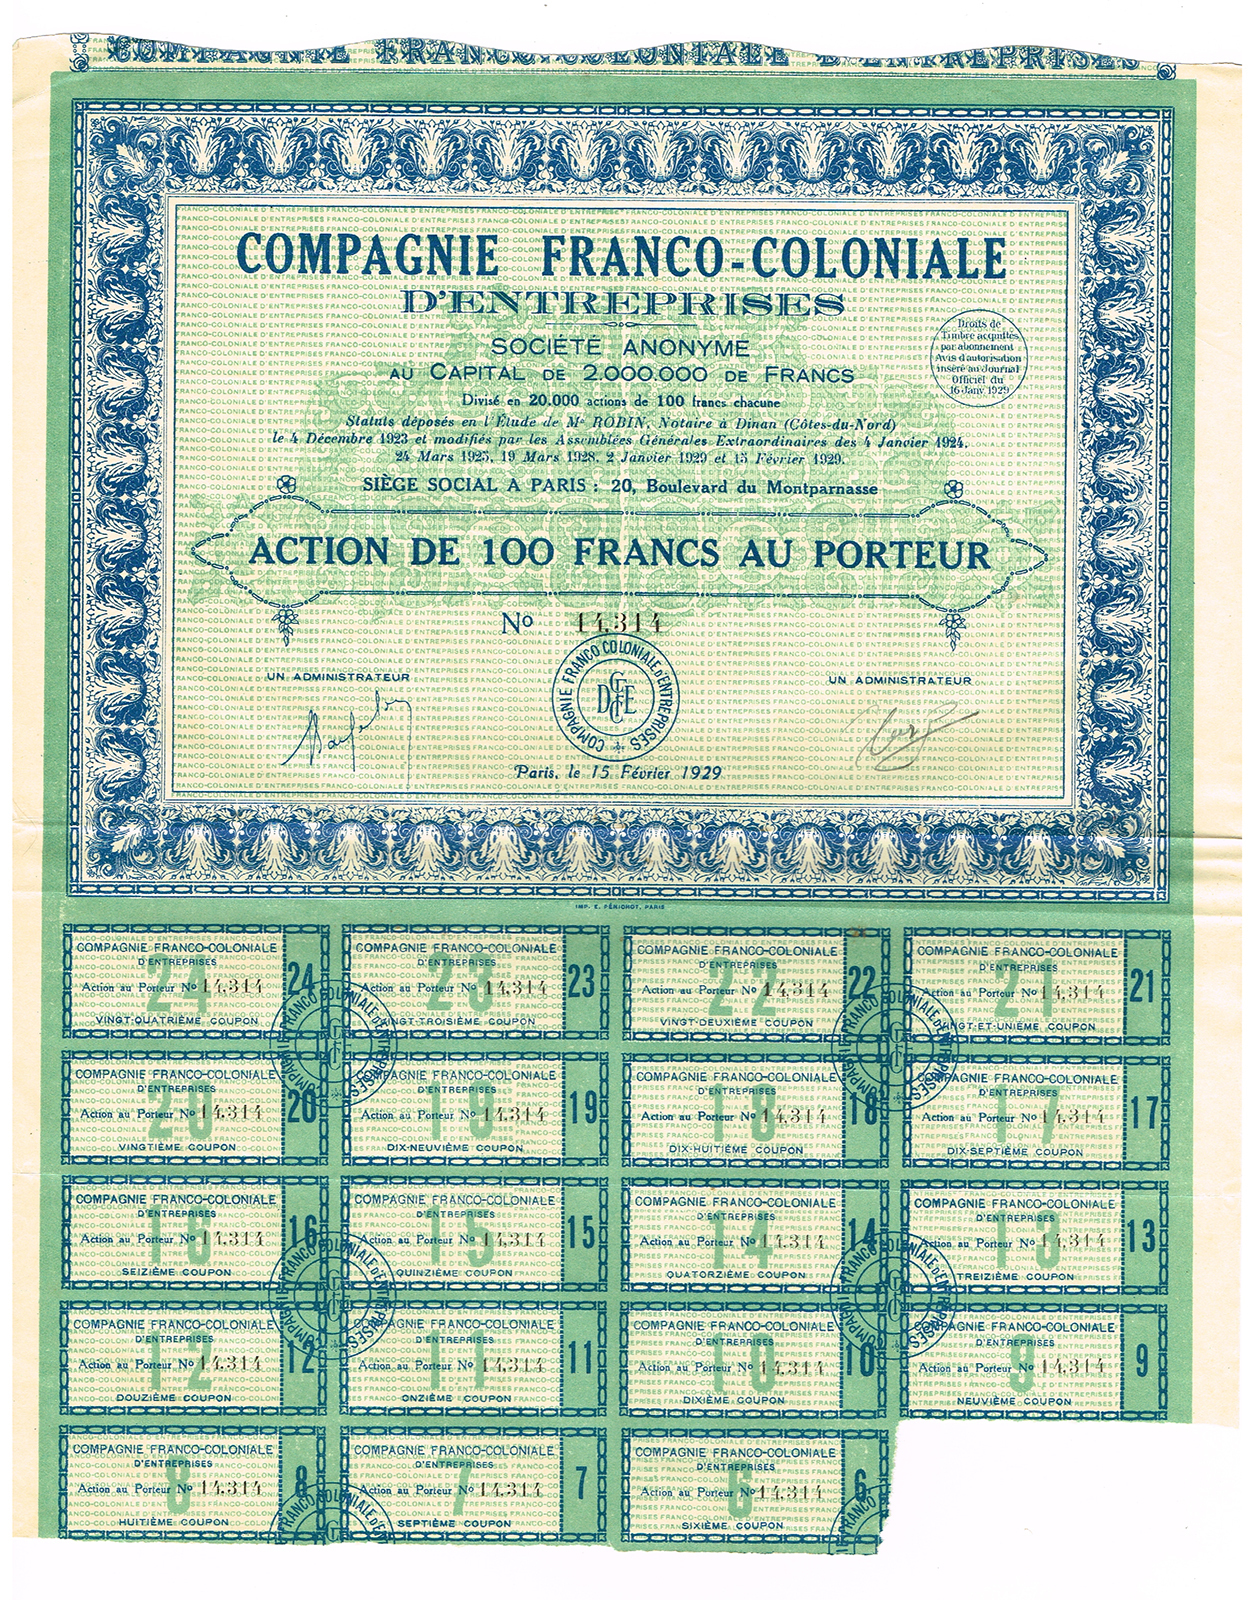 COMPAGNIE FRANCO-COLONIALE D'ENTREPRISES
COMPAGNIE FRANCO-COLONIALE
D'ENTREPRISES
SOCIÉTÉ ANONYME
AU CAPITAL DE 2.000.000 DE FRANCS
Divisé en 20.000 actions de 100 francs chacune
Droits de
Timbre acquittés
par abonnement
Avis d'autorisation
inséré au Journal
Officiel du
16 Janv. 1929
Statuts déposés en l'Étude de Me ROBIN, Notaire à Dinan (Côtes-du-Nord)
le 4 Décembre 1923 et modifiés par les Assemblées Générales Extraordinaires des 4 Janvier 1924,
24 Mars 1925, 19 Mars 1928, 2 Janvier 1929 et 15 Février 1929.
SIÈGE SOCIAL A PARIS : 20, Boulevard du Montparnasse
ACTION DE 100 FRANCS AU PORTEUR
No 14.314
UN ADMINISTRATEUR
UN ADMINISTRATEUR
COMPAGNIE FRANCO COLONIALE D'ENTREPRISES
CFCDE
Paris, le 15 Février 1929
IMP. E. PÉRICHOT, PARIS
COMPAGNIE FRANCO-COLONIALE
D'ENTREPRISES
Action au Porteur No 14.314
VINGT-QUATRIÈME COUPON
24
COMPAGNIE FRANCO-COLONIALE
D'ENTREPRISES
Action au Porteur No 14.314
VINGT-TROISIÈME COUPON
23
COMPAGNIE FRANCO-COLONIALE
D'ENTREPRISES
Action au Porteur No 14.314
VINGT-DEUXIÈME COUPON
22
COMPAGNIE FRANCO-COLONIALE
D'ENTREPRISES
Action au Porteur No 14.314
VINGT-ET-UNIÈME COUPON
21
COMPAGNIE FRANCO-COLONIALE
D'ENTREPRISES
Action au Porteur No 14.314
VINGTIÈME COUPON
20
COMPAGNIE FRANCO-COLONIALE
D'ENTREPRISES
Action au Porteur No 14.314
DIX-NEUVIÈME COUPON
19
COMPAGNIE FRANCO-COLONIALE
D'ENTREPRISES
Action au Porteur No 14.314
DIX-HUITIÈME COUPON
18
COMPAGNIE FRANCO-COLONIALE
D'ENTREPRISES
Action au Porteur No 14.314
DIX-SEPTIÈME COUPON
17
COMPAGNIE FRANCO-COLONIALE
D'ENTREPRISES
Action au Porteur No 14.314
SEIZIÈME COUPON
16
COMPAGNIE FRANCO-COLONIALE
D'ENTREPRISES
Action au Porteur No 14.314
QUINZIÈME COUPON
15
COMPAGNIE FRANCO-COLONIALE
D'ENTREPRISES
Action au Porteur No 14.314
QUATORZIÈME COUPON
14
COMPAGNIE FRANCO-COLONIALE
D'ENTREPRISES
Action au Porteur No 14.314
TREIZIÈME COUPON
13
COMPAGNIE FRANCO-COLONIALE
D'ENTREPRISES
Action au Porteur No 14.314
DOUZIÈME COUPON
12
COMPAGNIE FRANCO-COLONIALE
D'ENTREPRISES
Action au Porteur No 14.314
ONZIÈME COUPON
11
COMPAGNIE FRANCO-COLONIALE
D'ENTREPRISES
Action au Porteur No 14.314
DIXIÈME COUPON
10
COMPAGNIE FRANCO-COLONIALE
D'ENTREPRISES
Action au Porteur No 14.314
NEUVIÈME COUPON
9
COMPAGNIE FRANCO-COLONIALE
D'ENTREPRISES
Action au Porteur No 14.314
HUITIÈME COUPON
8
COMPAGNIE FRANCO-COLONIALE
D'ENTREPRISES
Action au Porteur No 14.314
SEPTIÈME COUPON
7
COMPAGNIE FRANCO-COLONIALE
D'ENTREPRISES
Action au Porteur No 14.314
SIXIÈME COUPON
6